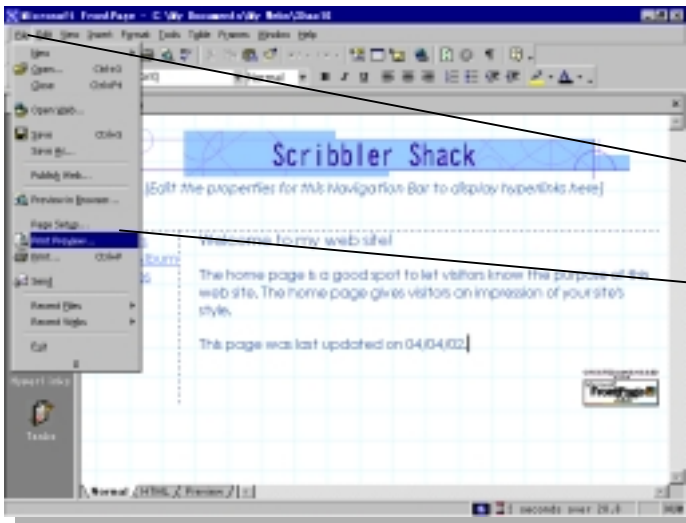 Microsoft FrontPage - C:\My Documents\My Webs\Shack
File Edit View Insert Format Tools Table Frames Window Help
New
Open... Ctrl+O
Close Ctrl+F4
Normal
Open Web...
Save Ctrl+S
Save As...
Publish Web...
Preview in Browser...
Page Setup...
Print Preview...
Print... Ctrl+P
Send
Recent Files
Recent Webs
Exit
Scribbler Shack
[Edit the properties for this Navigation Bar to display hyperlinks here]
Welcome to my web site!
The home page is a good spot to let visitors know the purpose of this
web site. The home page gives visitors an impression of your site's
style.
This page was last updated on 04/04/02.
FrontPage
Hyperlinks
Tasks
Normal HTML Preview
seconds over 28.8 NUM